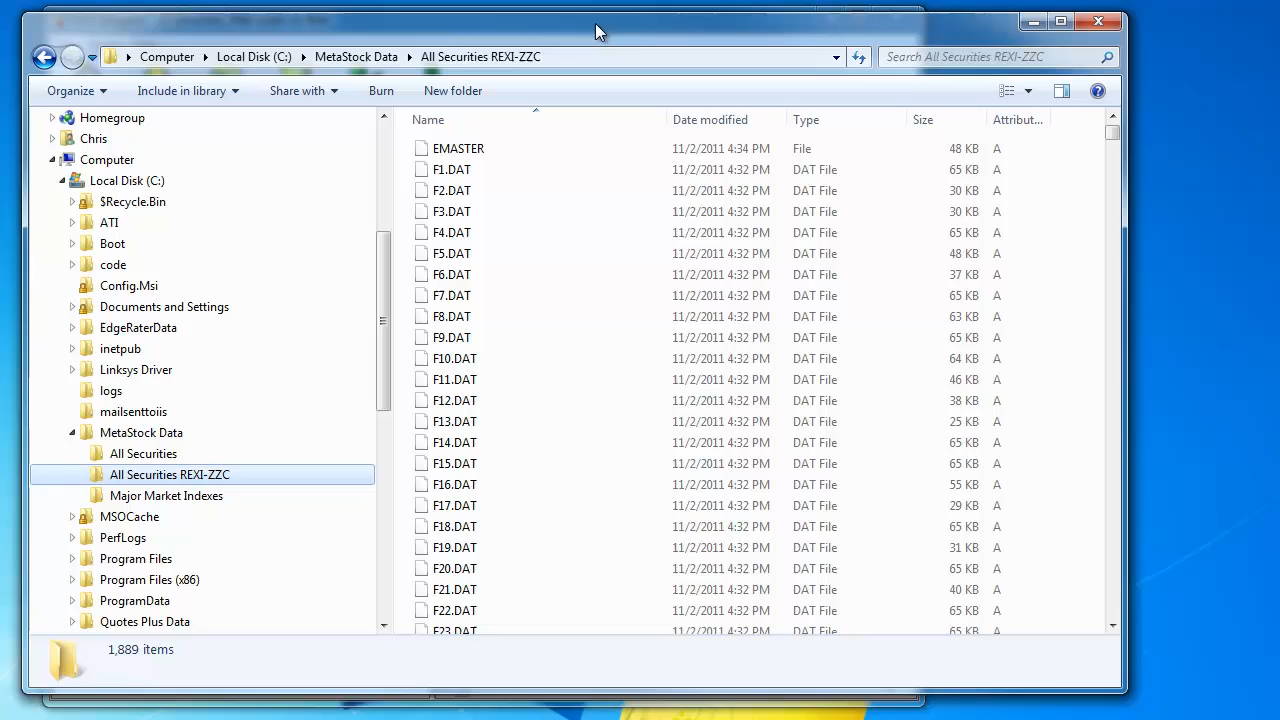 Computer Local Disk (C:) MetaStock Data All Securities REXI-ZZC Search All Securities REXI-ZZC
Organize Include in library Share with Burn New folder
Homegroup
Chris
Computer
Local Disk (C:)
$Recycle.Bin
ATI
Boot
code
Config.Msi
Documents and Settings
EdgeRaterData
inetpub
Linksys Driver
logs
mailsenttoiis
MetaStock Data
All Securities
All Securities REXI-ZZC
Major Market Indexes
MSOCache
PerfLogs
Program Files
Program Files (x86)
ProgramData
Quotes Plus Data
Name Date modified Type Size Attribut...
EMASTER 11/2/2011 4:34 PM File 48 KB A
F1.DAT 11/2/2011 4:32 PM DAT File 65 KB A
F2.DAT 11/2/2011 4:32 PM DAT File 30 KB A
F3.DAT 11/2/2011 4:32 PM DAT File 30 KB A
F4.DAT 11/2/2011 4:32 PM DAT File 65 KB A
F5.DAT 11/2/2011 4:32 PM DAT File 48 KB A
F6.DAT 11/2/2011 4:32 PM DAT File 37 KB A
F7.DAT 11/2/2011 4:32 PM DAT File 65 KB A
F8.DAT 11/2/2011 4:32 PM DAT File 63 KB A
F9.DAT 11/2/2011 4:32 PM DAT File 65 KB A
F10.DAT 11/2/2011 4:32 PM DAT File 64 KB A
F11.DAT 11/2/2011 4:32 PM DAT File 46 KB A
F12.DAT 11/2/2011 4:32 PM DAT File 38 KB A
F13.DAT 11/2/2011 4:32 PM DAT File 25 KB A
F14.DAT 11/2/2011 4:32 PM DAT File 65 KB A
F15.DAT 11/2/2011 4:32 PM DAT File 65 KB A
F16.DAT 11/2/2011 4:32 PM DAT File 55 KB A
F17.DAT 11/2/2011 4:32 PM DAT File 29 KB A
F18.DAT 11/2/2011 4:32 PM DAT File 65 KB A
F19.DAT 11/2/2011 4:32 PM DAT File 31 KB A
F20.DAT 11/2/2011 4:32 PM DAT File 65 KB A
F21.DAT 11/2/2011 4:32 PM DAT File 40 KB A
F22.DAT 11/2/2011 4:32 PM DAT File 65 KB A
F23.DAT 11/2/2011 4:32 PM DAT File 65 KB A
1,889 items